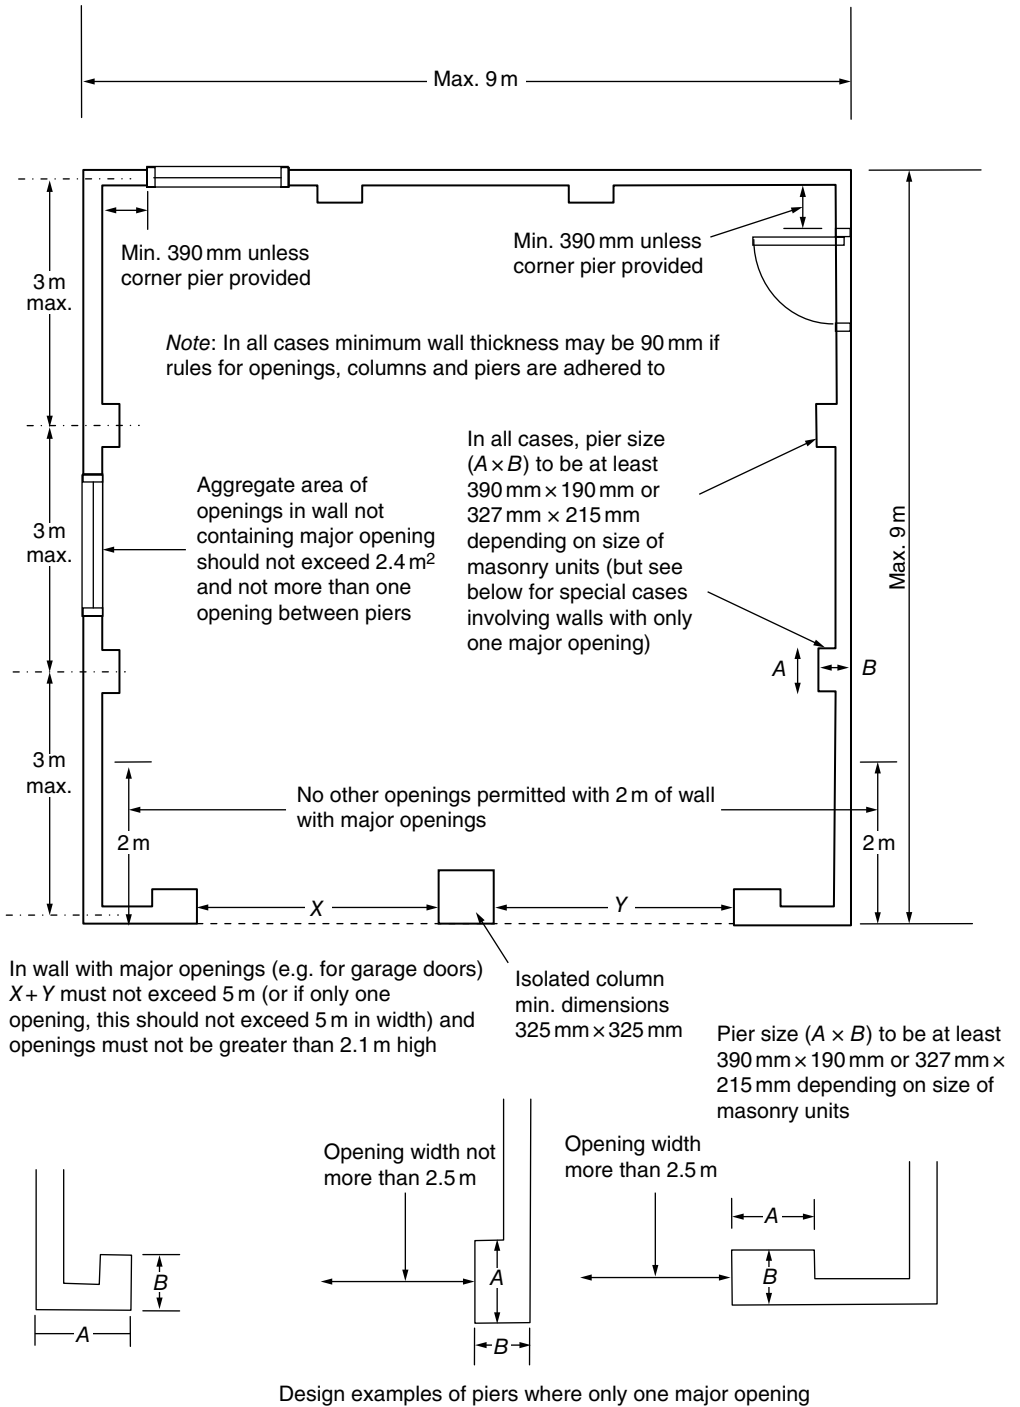 Max. 9 m
Min. 390 mm unless
corner pier provided
Min. 390 mm unless
corner pier provided
3 m
max.
Note: In all cases minimum wall thickness may be 90 mm if
rules for openings, columns and piers are adhered to
In all cases, pier size
(A × B) to be at least
390 mm × 190 mm or
327 mm × 215 mm
depending on size of
masonry units (but see
below for special cases
involving walls with only
one major opening)
Aggregate area of
openings in wall not
containing major opening
should not exceed 2.4 m²
and not more than one
opening between piers
3 m
max.
Max. 9 m
A
B
3 m
max.
No other openings permitted with 2 m of wall
with major openings
2 m
2 m
X
Y
In wall with major openings (e.g. for garage doors)
X + Y must not exceed 5 m (or if only one
opening, this should not exceed 5 m in width) and
openings must not be greater than 2.1 m high
Isolated column
min. dimensions
325 mm × 325 mm
Pier size (A × B) to be at least
390 mm × 190 mm or 327 mm ×
215 mm depending on size of
masonry units
Opening width not
more than 2.5 m
Opening width
more than 2.5 m
B
A
A
B
A
B
Design examples of piers where only one major opening